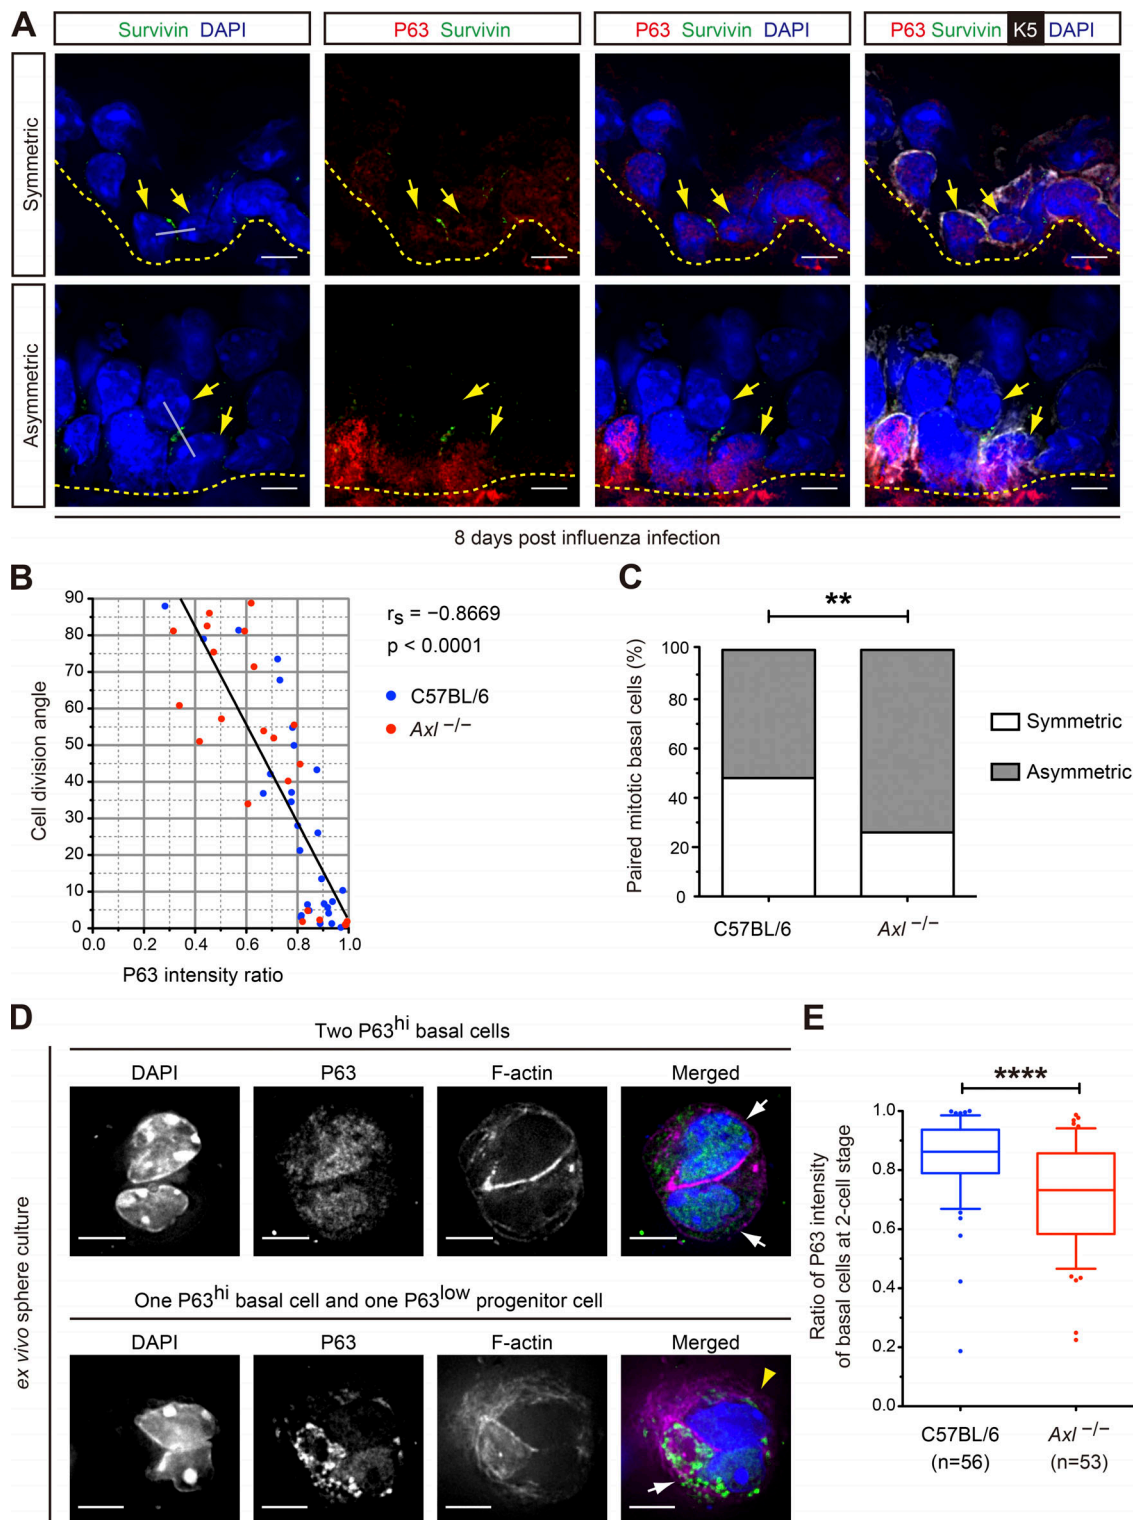 A
Survivin DAPI
P63 Survivin
P63 Survivin DAPI
P63 Survivin K5 DAPI
Symmetric
Asymmetric
8 days post influenza infection
B
Cell division angle
90
80
70
60
50
40
30
20
10
0
0.0 0.2 0.4 0.6 0.8 1.0
P63 intensity ratio
rs = −0.8669
p < 0.0001
C57BL/6
Axl −/−
C
**
Paired mitotic basal cells (%)
100
80
60
40
20
0
C57BL/6 Axl −/−
Symmetric
Asymmetric
D
ex vivo sphere culture
Two P63hi basal cells
DAPI P63 F-actin Merged
One P63hi basal cell and one P63low progenitor cell
DAPI P63 F-actin Merged
E
****
Ratio of P63 intensity
of basal cells at 2-cell stage
1.0
0.8
0.6
0.4
0.2
0.0
C57BL/6 Axl −/−
(n=56) (n=53)